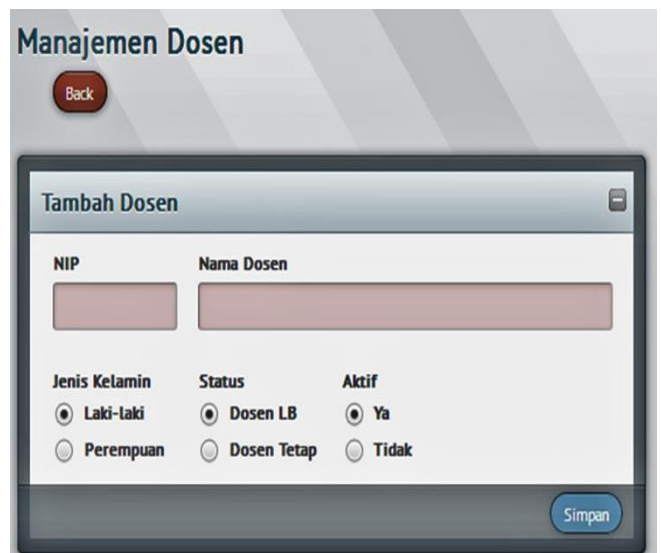 Manajemen Dosen
Back
Tambah Dosen
NIP Nama Dosen
Jenis Kelamin Status Aktif
Laki-laki Dosen LB Ya
Perempuan Dosen Tetap Tidak
Simpan